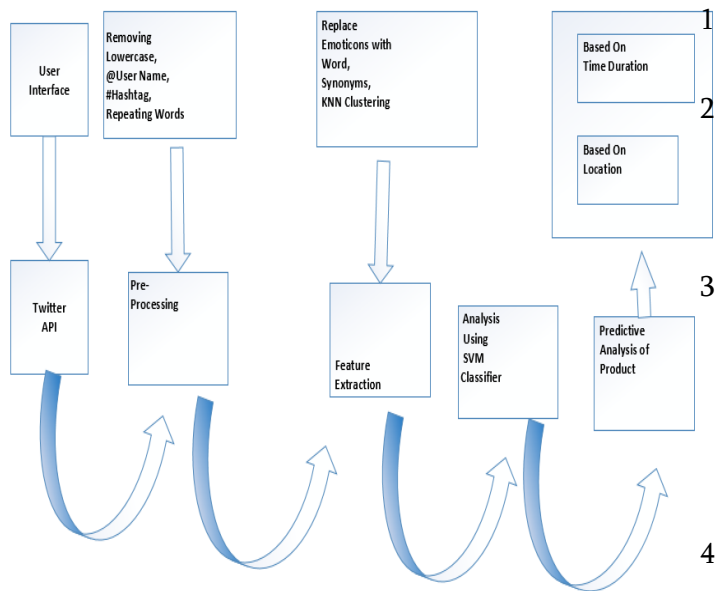 User
Interface
Removing
Lowercase,
@User Name,
#Hashtag,
Repeating Words
Replace
Emoticons with
Word,
Synonyms,
KNN Clustering
1
Based On
Time Duration
2
Based On
Location
Twitter
API
Pre-
Processing
Feature
Extraction
Analysis
Using
SVM
Classifier
3
Predictive
Analysis of
Product
4